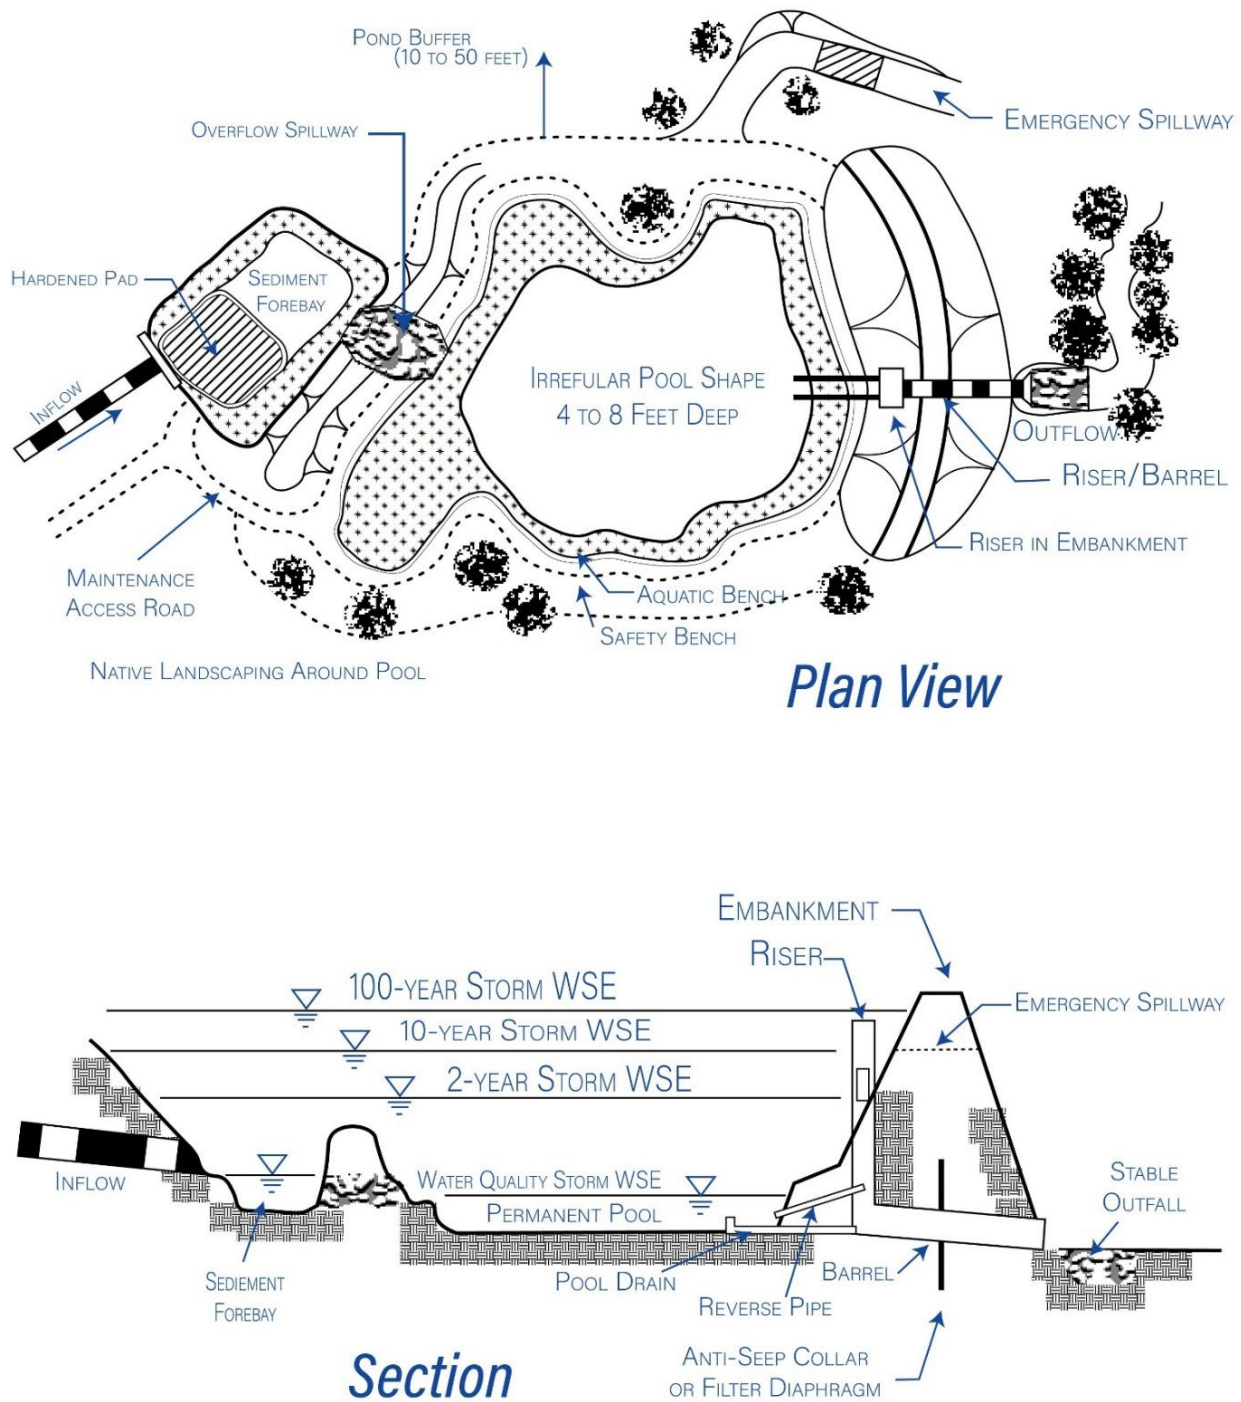 Pond Buffer
(10 to 50 feet)
Overflow Spillway
Emergency Spillway
Hardened Pad
Sediment
Forebay
Inflow
Irrefular Pool Shape
4 to 8 Feet Deep
Outflow
Riser/Barrel
Riser in Embankment
Maintenance
Access Road
Aquatic Bench
Safety Bench
Native Landscaping Around Pool
Plan View
Embankment
Riser
100-year Storm WSE
Emergency Spillway
10-year Storm WSE
2-year Storm WSE
Inflow
Water Quality Storm WSE
Permanent Pool
Stable
Outfall
Sediement
Forebay
Pool Drain
Barrel
Reverse Pipe
Anti-Seep Collar
or Filter Diaphragm
Section